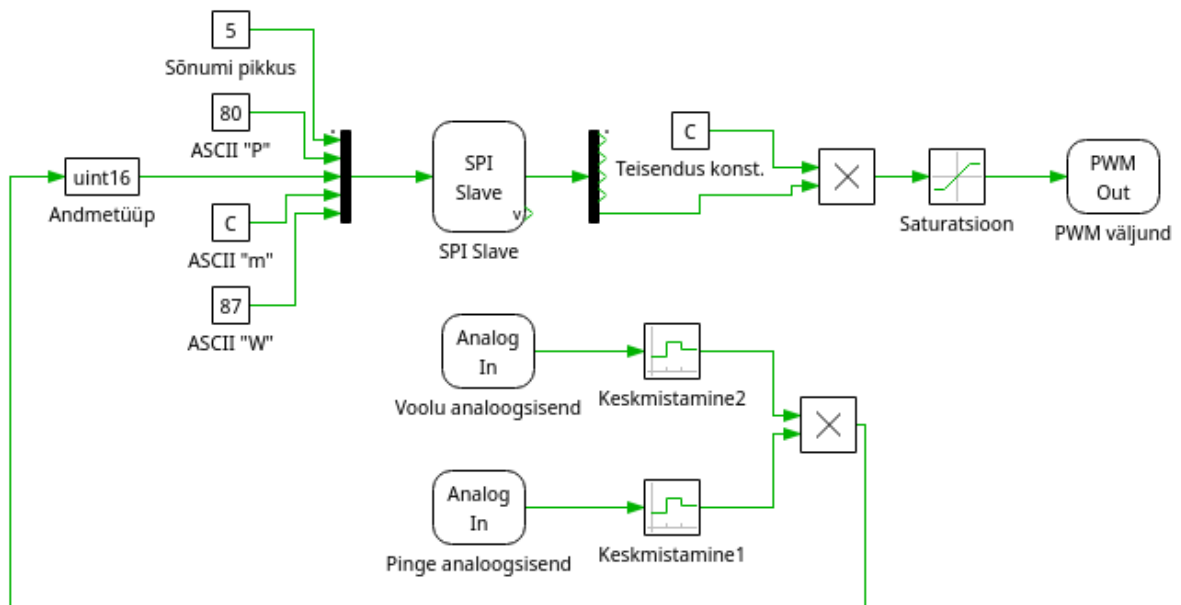 5
Sõnumi pikkus
80
ASCII "P"
uint16
Andmetüüp
C
ASCII "m"
87
ASCII "W"
SPI
Slave
v
SPI Slave
C
Teisendus konst.
Saturatsioon
PWM
Out
PWM väljund
Analog
In
Voolu analoogsisend
Keskmistamine2
Analog
In
Pinge analoogsisend
Keskmistamine1